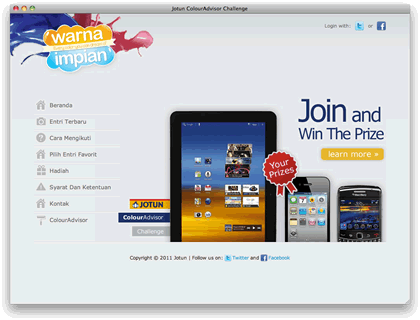 Jotun ColourAdvisor Challenge
Login with: or
warna
impian
Beranda
Entri Terbaru
Cara Mengikuti
Pilih Entri Favorit
Hadiah
Syarat Dan Ketentuan
Kontak
ColourAdvisor
Join and
Win The Prize
learn more »
Your
Prizes
JOTUN
ColourAdvisor
Challenge
Copyright © 2011 Jotun | Follow us on: Twitter and Facebook